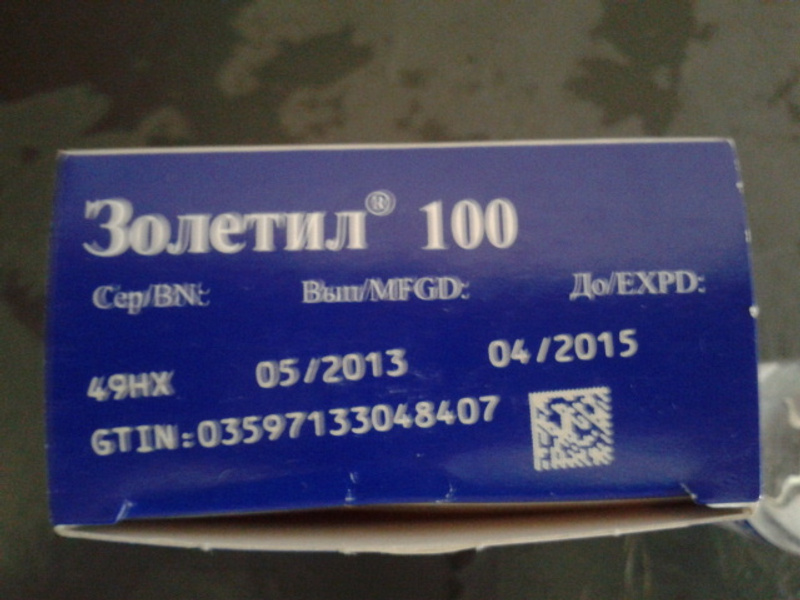 Золетил® 100
Сер/BN: Вып/MFGD: До/EXPD:
49HX 05/2013 04/2015
GTIN:03597133048407